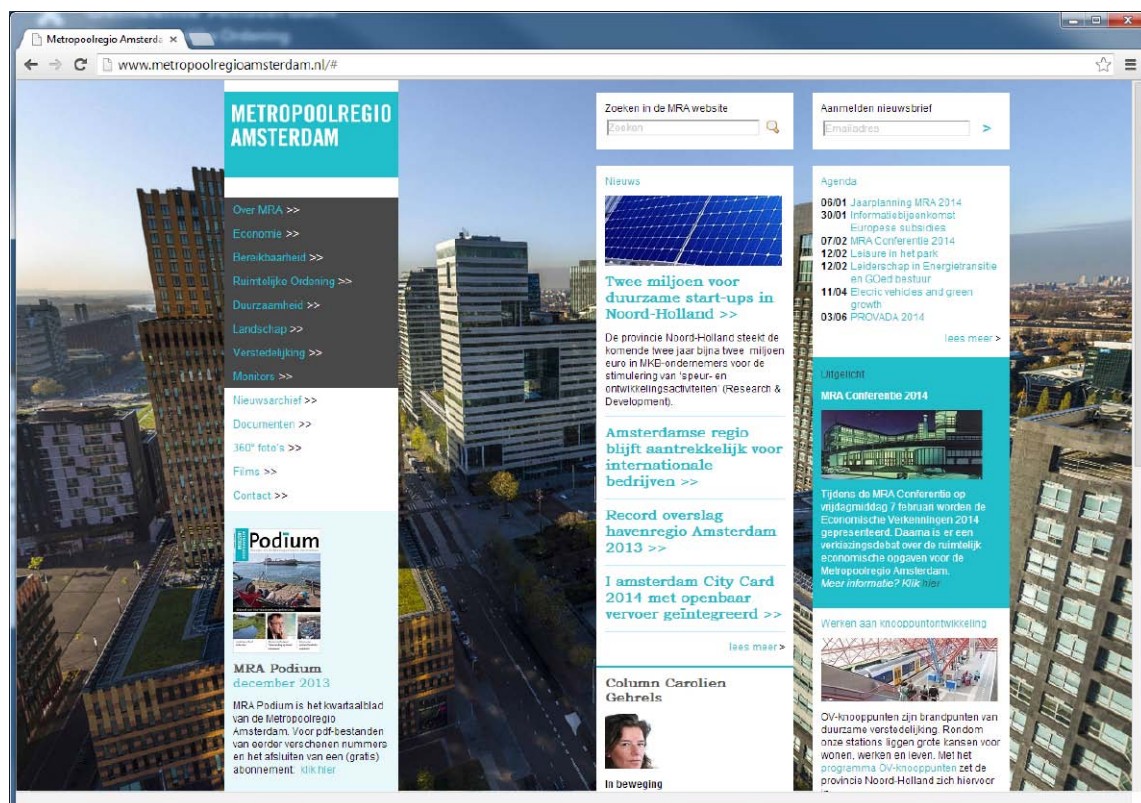 Metropoolregio Amsterda
www.metropoolregioamsterdam.nl/#
METROPOOLREGIO
AMSTERDAM
Over MRA >>
Economie >>
Bereikbaarheid >>
Ruimtelijke Ordening >>
Duurzaamheid >>
Landschap >>
Verstedelijking >>
Monitors >>
Nieuwsarchief >>
Documenten >>
360° foto's >>
Films >>
Contact >>
Podium
MRA Podium
december 2013
MRA Podium is het kwartaalblad
van de Metropoolregio
Amsterdam. Voor pdf-bestanden
van eerder verschenen nummers
en het afsluiten van een (gratis)
abonnement: klik hier
Zoeken in de MRA website
Zoeken
Nieuws
Twee miljoen voor
duurzame start-ups in
Noord-Holland >>
De provincie Noord-Holland steekt de
komende twee jaar bijna twee miljoen
euro in MKB-ondernemers voor de
stimulering van 'speur- en
ontwikkelingsactiviteiten' (Research &
Development).
Amsterdamse regio
blijft aantrekkelijk voor
internationale
bedrijven >>
Record overslag
havenregio Amsterdam
2013 >>
I amsterdam City Card
2014 met openbaar
vervoer geïntegreerd >>
lees meer >
Column Carolien
Gehrels
In beweging
Aanmelden nieuwsbrief
Emailadres >
Agenda
06/01 Jaarplanning MRA 2014
30/01 Informatiebijeenkomst
Europese subsidies
07/02 MRA Conferentie 2014
12/02 Leisure in het park
12/02 Leiderschap in Energietransitie
en GOed bestuur
11/04 Elecric vehicles and green
growth
03/06 PROVADA 2014
lees meer >
Uitgelicht
MRA Conferentie 2014
Tijdens de MRA Conferentie op
vrijdagmiddag 7 februari worden de
Economische Verkenningen 2014
gepresenteerd. Daarna is er een
verkiezingsdebat over de ruimtelijk
economische opgaven voor de
Metropoolregio Amsterdam.
Meer informatie? Klik hier
Werken aan knooppuntontwikkeling
OV-knooppunten zijn brandpunten van
duurzame verstedelijking. Rondom
onze stations liggen grote kansen voor
wonen, werken en leven. Met het
programma OV-knooppunten zet de
provincie Noord-Holland zich hiervoor